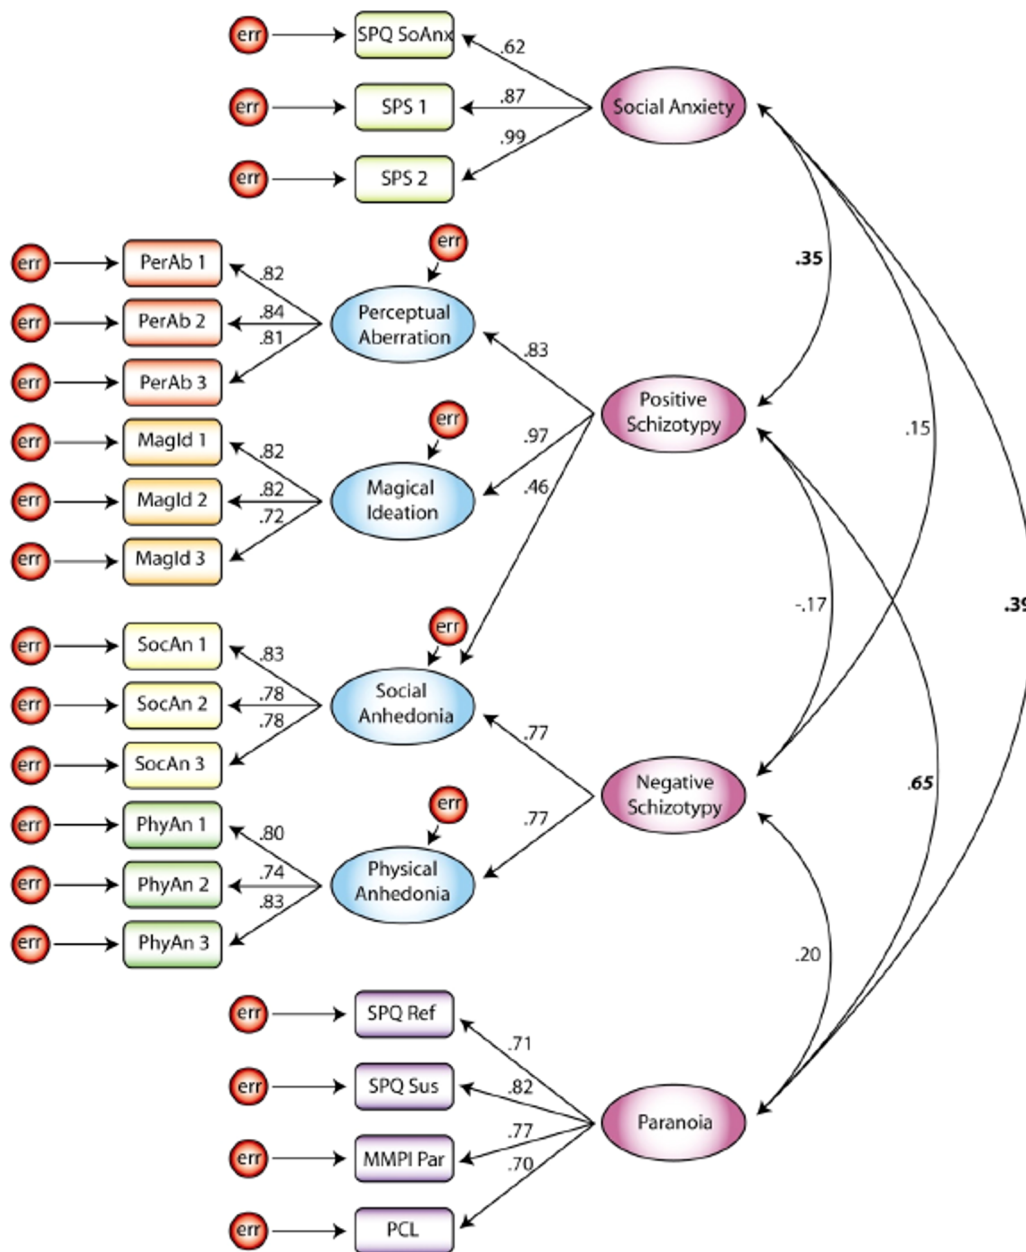 err
SPQ SoAnx
.62
err
SPS 1
.87
Social Anxiety
err
SPS 2
.99
.35
.15
.39
err
err
PerAb 1
.82
err
PerAb 2
.84
Perceptual
Aberration
err
PerAb 3
.81
.83
Positive
Schizotypy
err
err
MagId 1
.82
.97
err
MagId 2
.82
Magical
Ideation
.46
err
MagId 3
.72
-.17
.65
err
err
SocAn 1
.83
err
SocAn 2
.78
Social
Anhedonia
err
SocAn 3
.78
.77
Negative
Schizotypy
err
err
PhyAn 1
.80
.77
err
PhyAn 2
.74
Physical
Anhedonia
err
PhyAn 3
.83
.20
err
SPQ Ref
.71
err
SPQ Sus
.82
Paranoia
err
MMPI Par
.77
err
PCL
.70